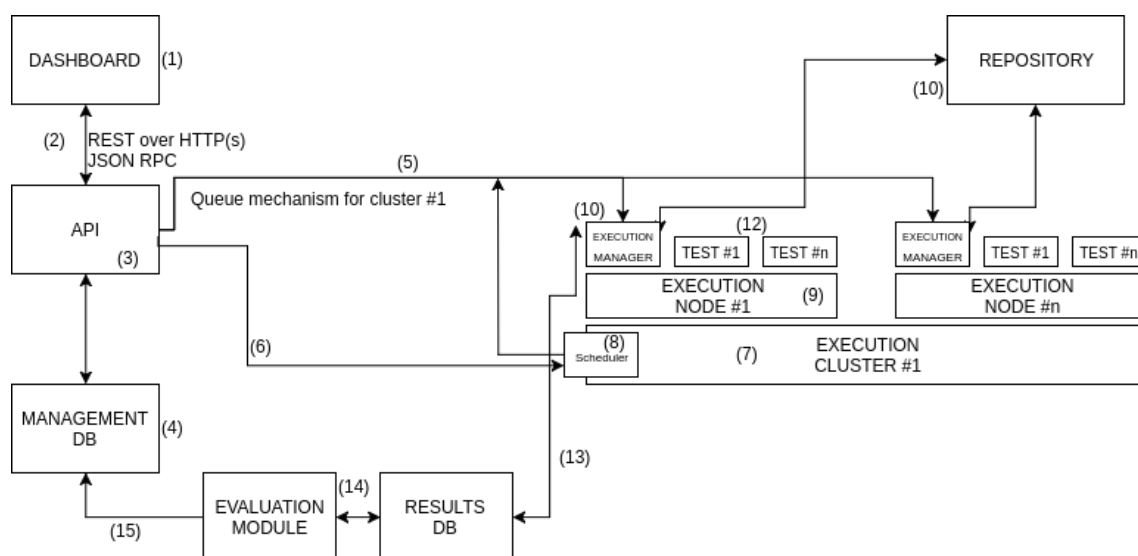 DASHBOARD
(1)
REPOSITORY
(10)
(2)
REST over HTTP(s)
JSON RPC
(5)
Queue mechanism for cluster #1
API
(3)
(10)
(12)
EXECUTION
MANAGER
TEST #1
TEST #n
EXECUTION
MANAGER
TEST #1
TEST #n
EXECUTION
NODE #1
(9)
EXECUTION
NODE #n
(6)
(8)
Scheduler
(7)
EXECUTION
CLUSTER #1
MANAGEMENT
DB
(4)
(13)
(14)
EVALUATION
MODULE
RESULTS
DB
(15)